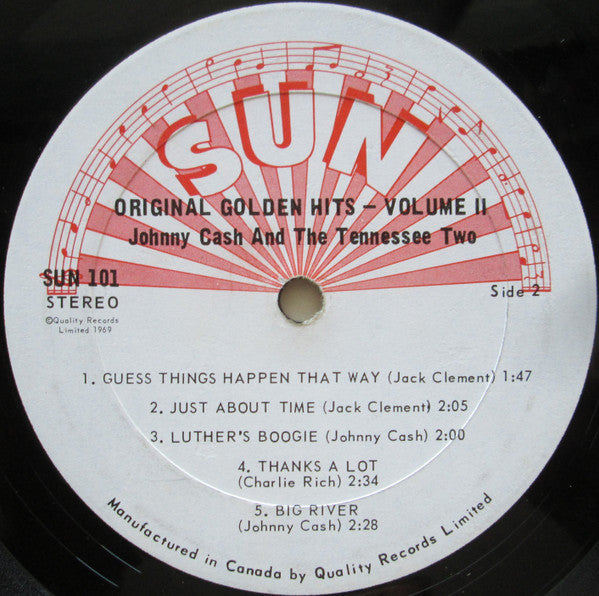 SUN
ORIGINAL GOLDEN HITS – VOLUME II
Johnny Cash And The Tennessee Two
SUN 101
STEREO
©Quality Records
Limited 1969
Side 2
1. GUESS THINGS HAPPEN THAT WAY (Jack Clement) 1:47
2. JUST ABOUT TIME (Jack Clement) 2:05
3. LUTHER'S BOOGIE (Johnny Cash) 2:00
4. THANKS A LOT
(Charlie Rich) 2:34
5. BIG RIVER
(Johnny Cash) 2:28
Manufactured in Canada by Quality Records Limited